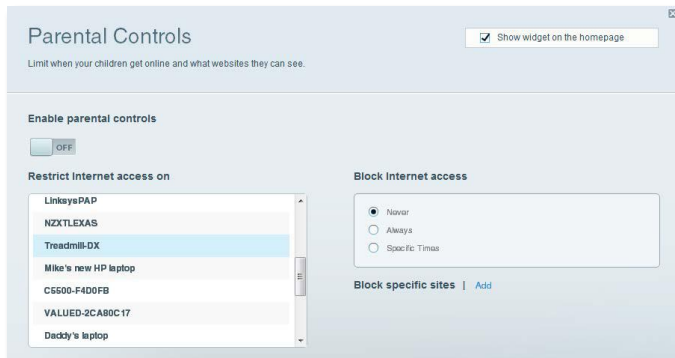 Parental Controls
Show widget on the homepage
Limit when your children get online and what websites they can see.
Enable parental controls
OFF
Restrict Internet access on
Block Internet access
LinksysPAP
NZXTLEXAS
Treadmill-DX
Mike's new HP laptop
C5500-F4D0FB
VALUED-2CA80C17
Daddy's laptop
Never
Always
Specific Times
Block specific sites | Add